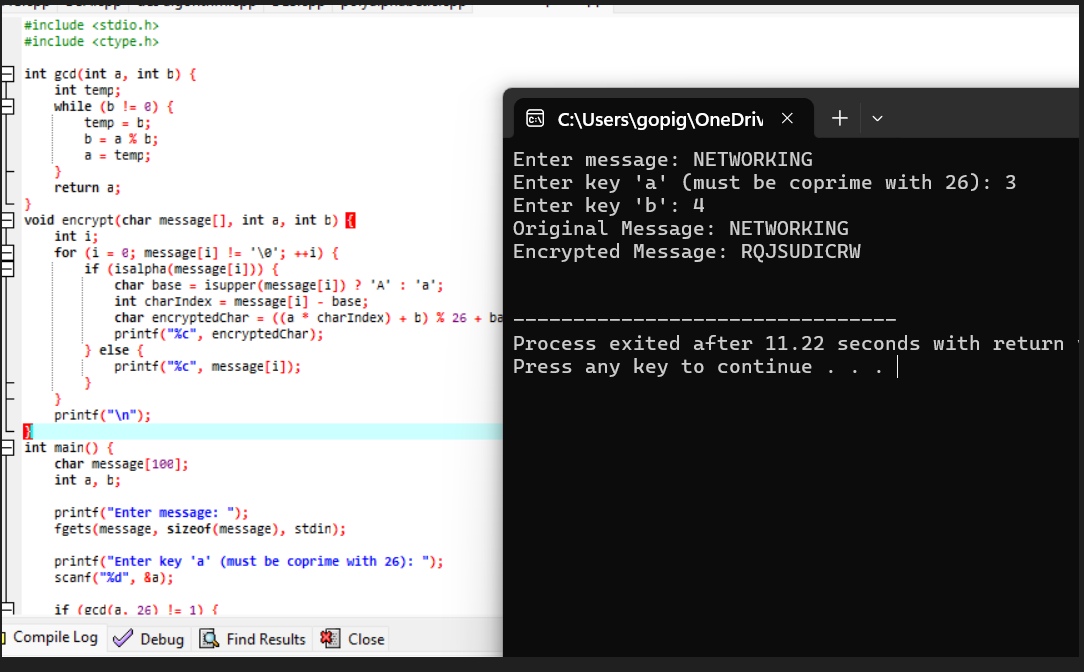 #include <stdio.h>
#include <ctype.h>
int gcd(int a, int b) {
int temp;
while (b != 0) {
temp = b;
b = a % b;
a = temp;
}
return a;
}
void encrypt(char message[], int a, int b) {
int i;
for (i = 0; message[i] != '\0'; ++i) {
if (isalpha(message[i])) {
char base = isupper(message[i]) ? 'A' : 'a';
int charIndex = message[i] - base;
char encryptedChar = ((a * charIndex) + b) % 26 + ba
printf("%c", encryptedChar);
} else {
printf("%c", message[i]);
}
}
printf("\n");
}
int main() {
char message[100];
int a, b;
printf("Enter message: ");
fgets(message, sizeof(message), stdin);
printf("Enter key 'a' (must be coprime with 26): ");
scanf("%d", &a);
if (gcd(a, 26) != 1) {
Compile Log Debug Find Results Close
C:\Users\gopig\OneDriv
Enter message: NETWORKING
Enter key 'a' (must be coprime with 26): 3
Enter key 'b': 4
Original Message: NETWORKING
Encrypted Message: RQJSUDICRW
--------------------------------
Process exited after 11.22 seconds with return
Press any key to continue . . .